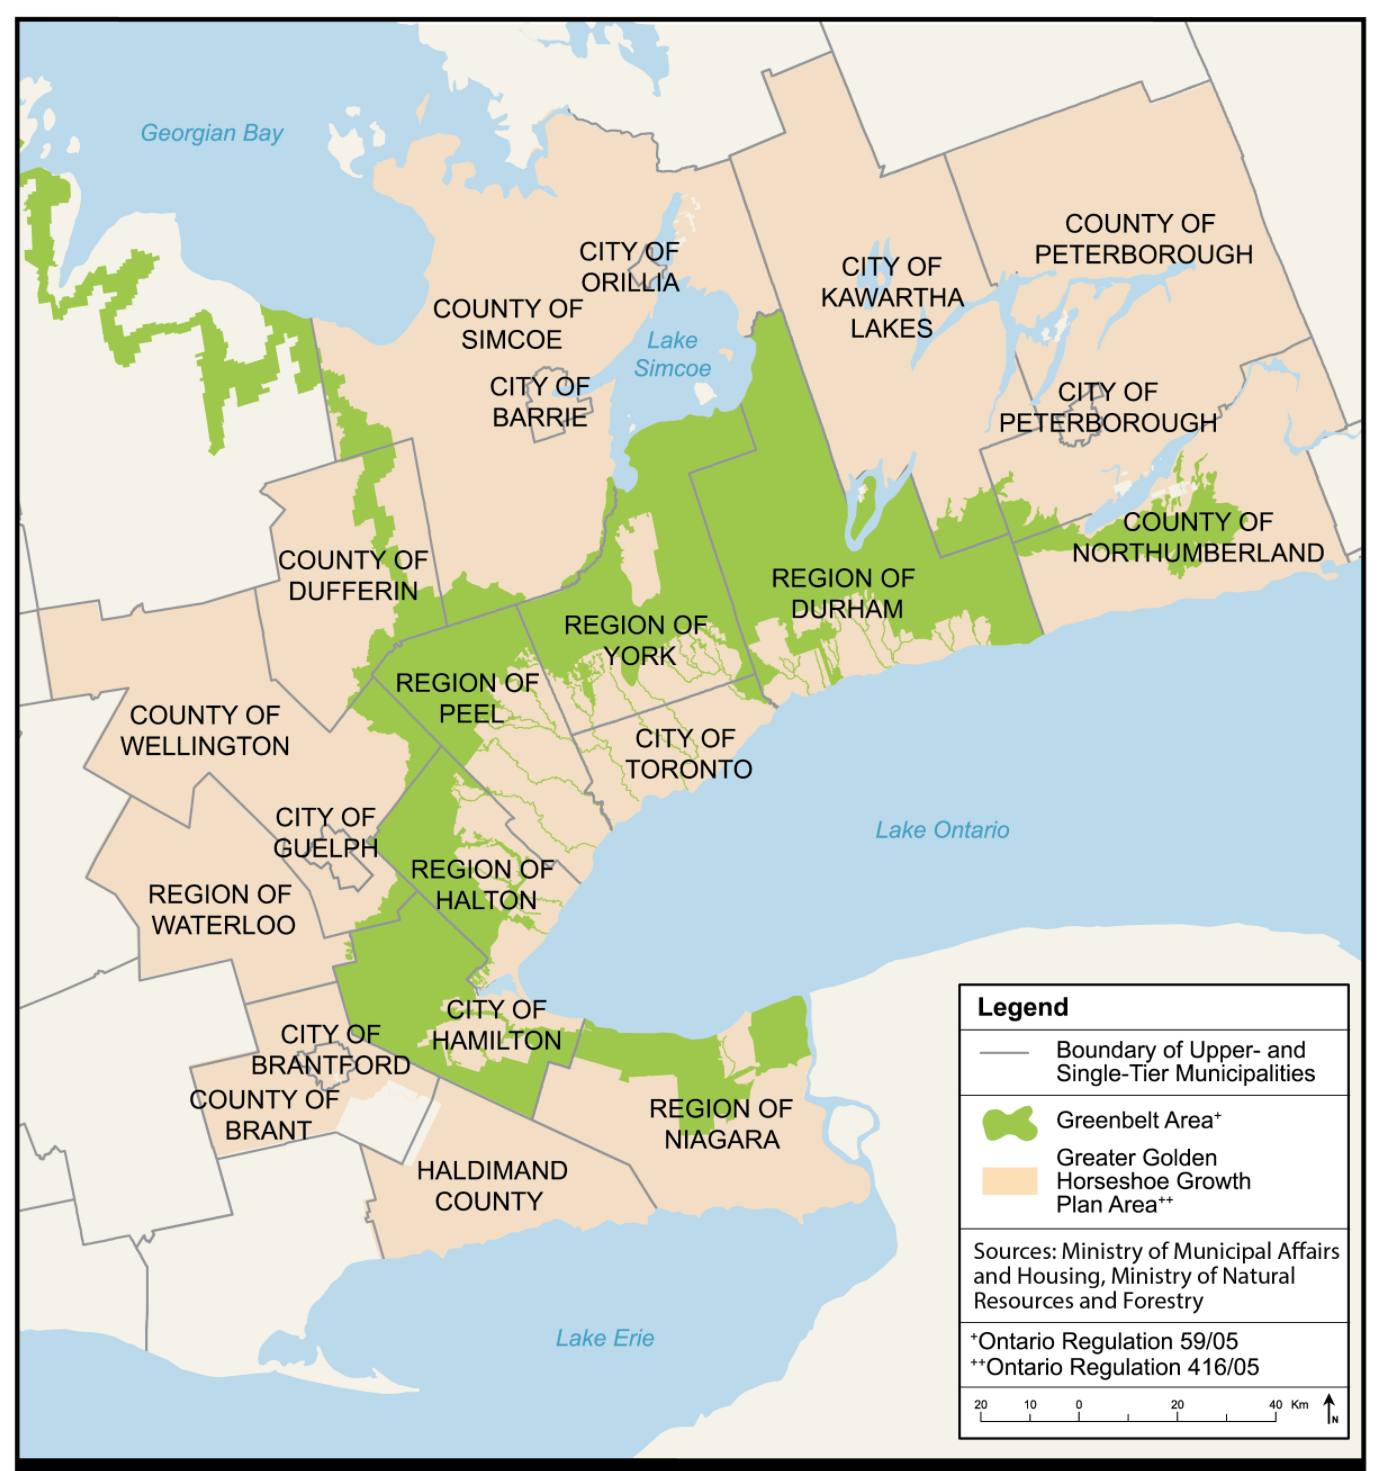 Georgian Bay
COUNTY OF
PETERBOROUGH
CITY OF
ORILLIA
CITY OF
KAWARTHA
LAKES
COUNTY OF
SIMCOE
Lake
Simcoe
CITY OF
BARRIE
CITY OF
PETERBOROUGH
COUNTY OF
NORTHUMBERLAND
COUNTY OF
DUFFERIN
REGION OF
DURHAM
REGION OF
YORK
REGION OF
PEEL
COUNTY OF
WELLINGTON
CITY OF
TORONTO
CITY OF
GUELPH
Lake Ontario
REGION OF
HALTON
REGION OF
WATERLOO
CITY OF
HAMILTON
CITY OF
BRANTFORD
COUNTY OF
BRANT
REGION OF
NIAGARA
HALDIMAND
COUNTY
Lake Erie
Legend
Boundary of Upper- and
Single-Tier Municipalities
Greenbelt Area+
Greater Golden
Horseshoe Growth
Plan Area++
Sources: Ministry of Municipal Affairs
and Housing, Ministry of Natural
Resources and Forestry
+Ontario Regulation 59/05
++Ontario Regulation 416/05
20 10 0 20 40 Km
N